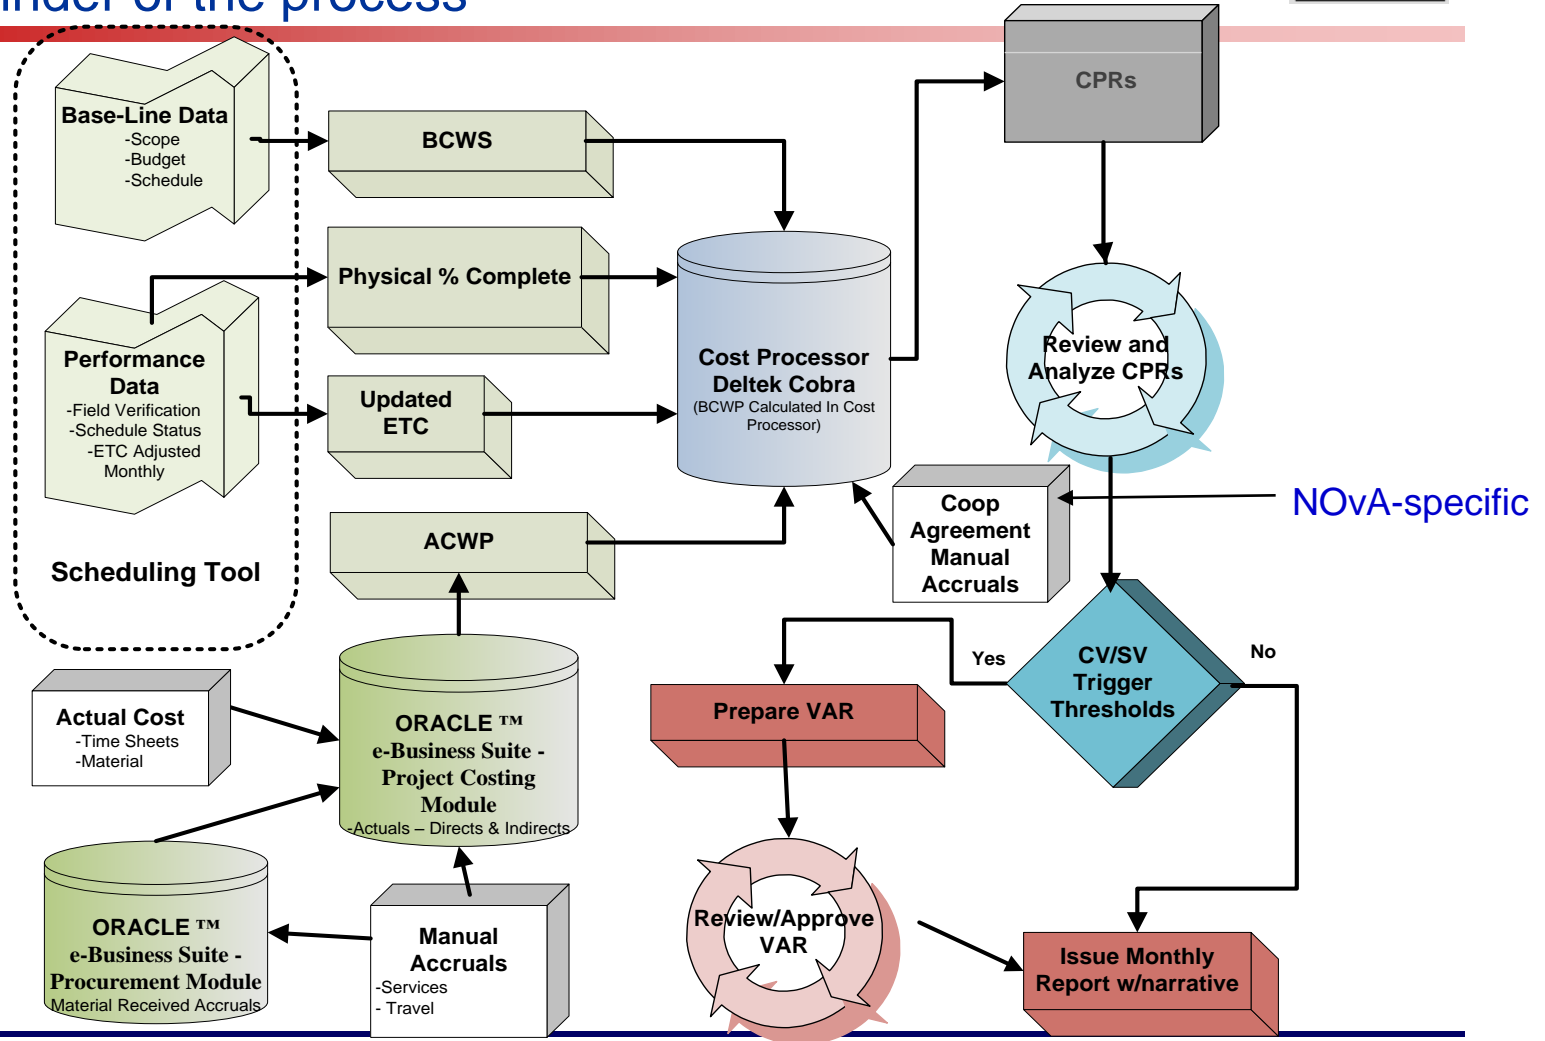 inder of the process
Base-Line Data
-Scope
-Budget
-Schedule
BCWS
CPRs
Physical % Complete
Performance
Data
-Field Verification
-Schedule Status
-ETC Adjusted
Monthly
Updated
ETC
Cost Processor
Deltek Cobra
(BCWP Calculated In Cost
Processor)
Review and
Analyze CPRs
Scheduling Tool
ACWP
Coop
Agreement
Manual
Accruals
NOvA-specific
Actual Cost
-Time Sheets
-Material
ORACLE ™
e-Business Suite -
Project Costing
Module
-Actuals – Directs & Indirects
Yes
CV/SV
Trigger
Thresholds
No
Prepare VAR
ORACLE ™
e-Business Suite -
Procurement Module
Material Received Accruals
Manual
Accruals
-Services
- Travel
Review/Approve
VAR
Issue Monthly
Report w/narrative